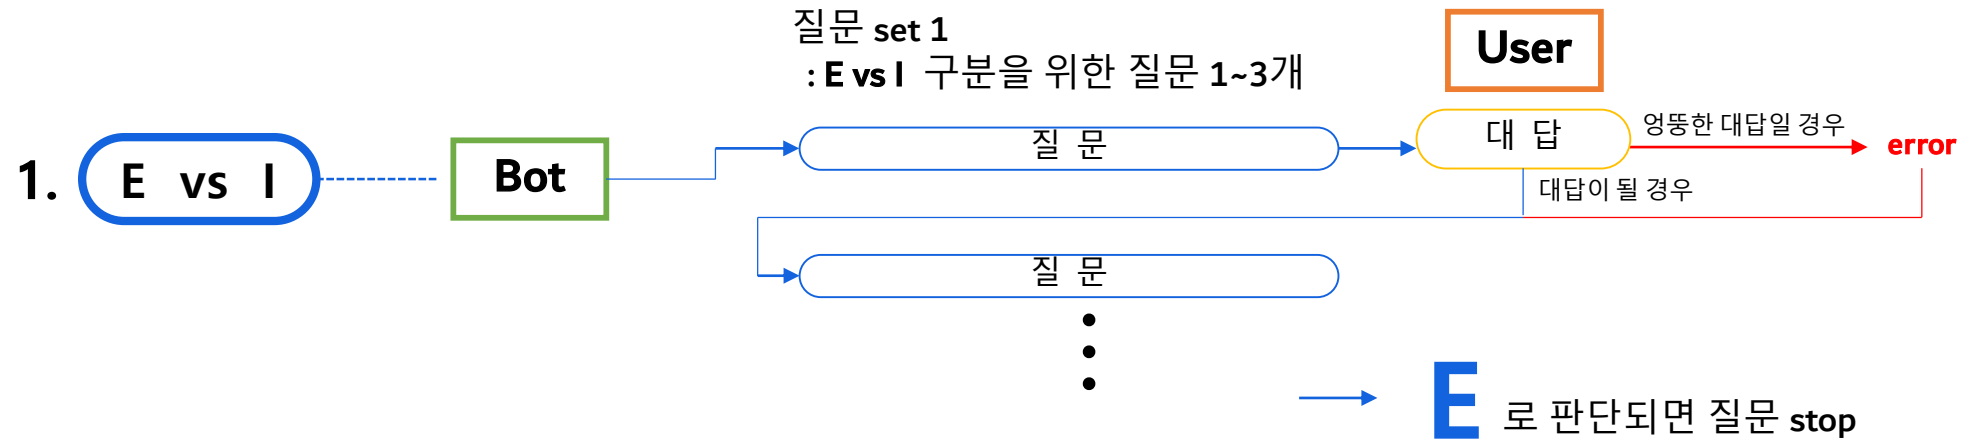 질문 set 1
: E vs I 구분을 위한 질문 1~3개
User
1.
E vs I
Bot
질 문
대 답
엉뚱한 대답일 경우
error
대답이 될 경우
질 문
E 로 판단되면 질문 stop